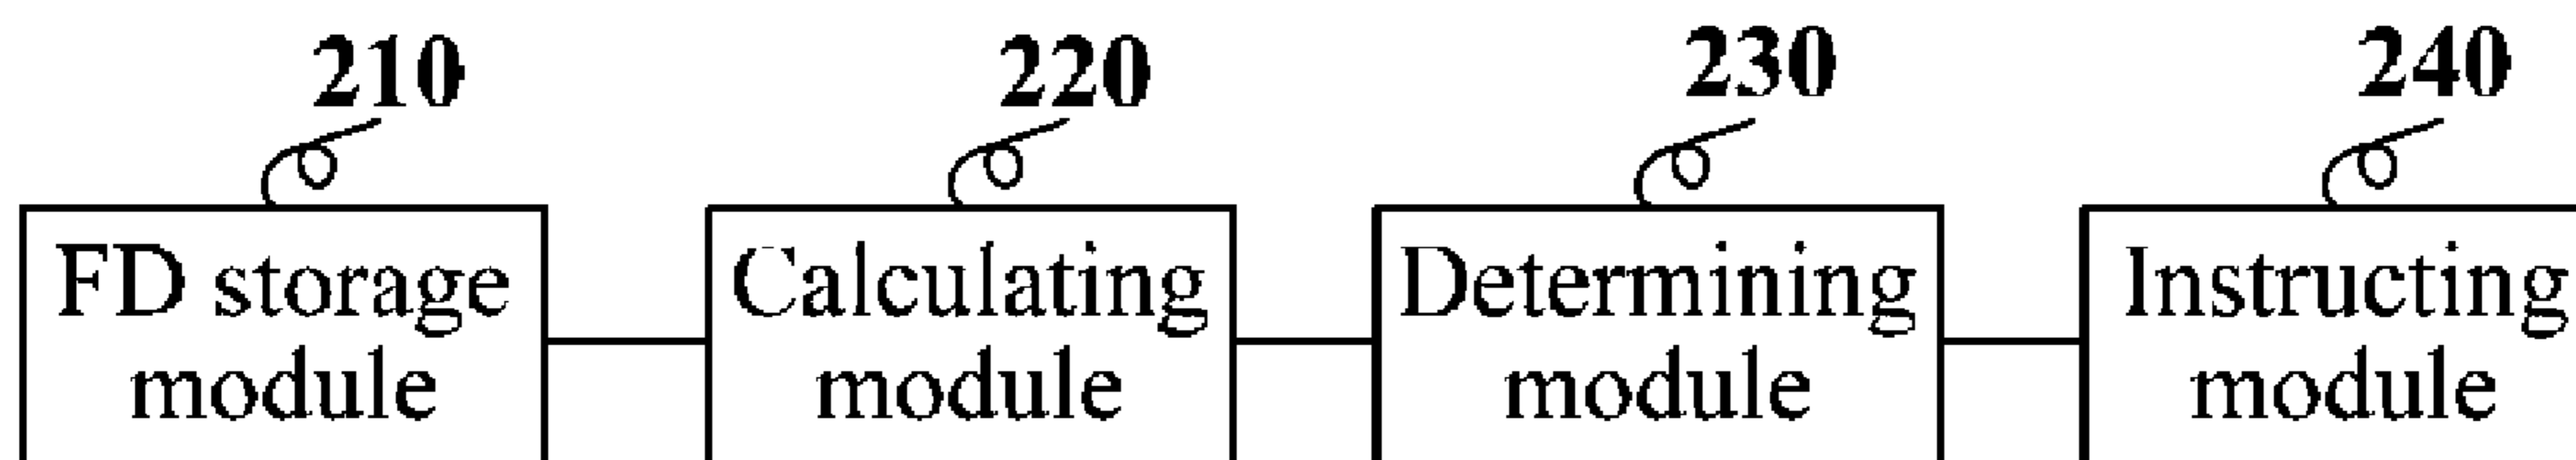 210 220 230 240
FD storage Calculating Determining Instructing
module module module module